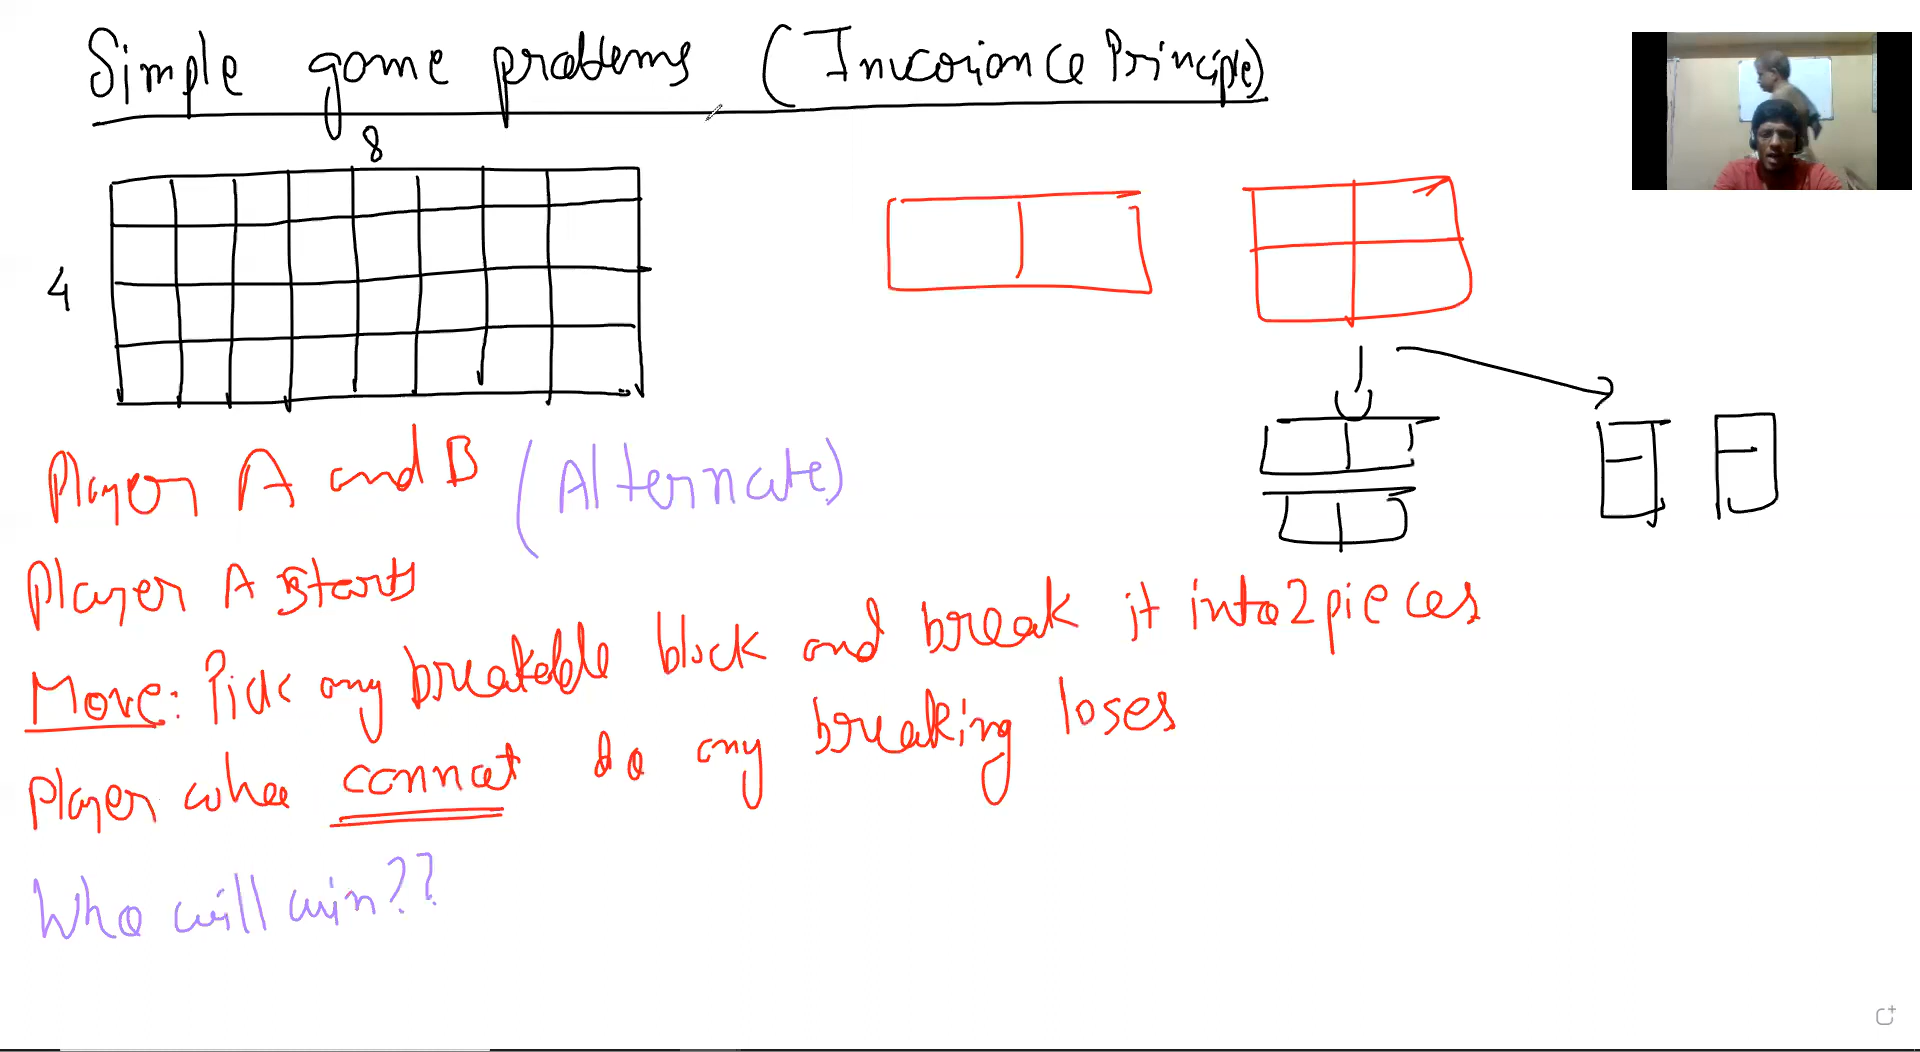 Simple game problems (Invariance Principle)
8
4
Player A and B (Alternate)
Player A starts
Move: Pick any breakable block and break it into 2 pieces
Player who cannot do any breaking loses
Who will win??